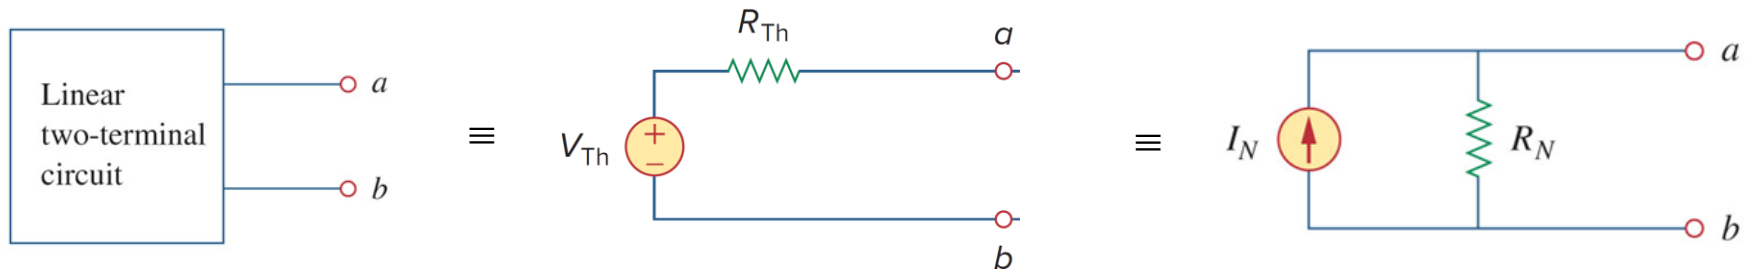 Linear
two-terminal
circuit
a
b
≡
R_Th
V_Th
+
−
a
b
≡
I_N
R_N
a
b